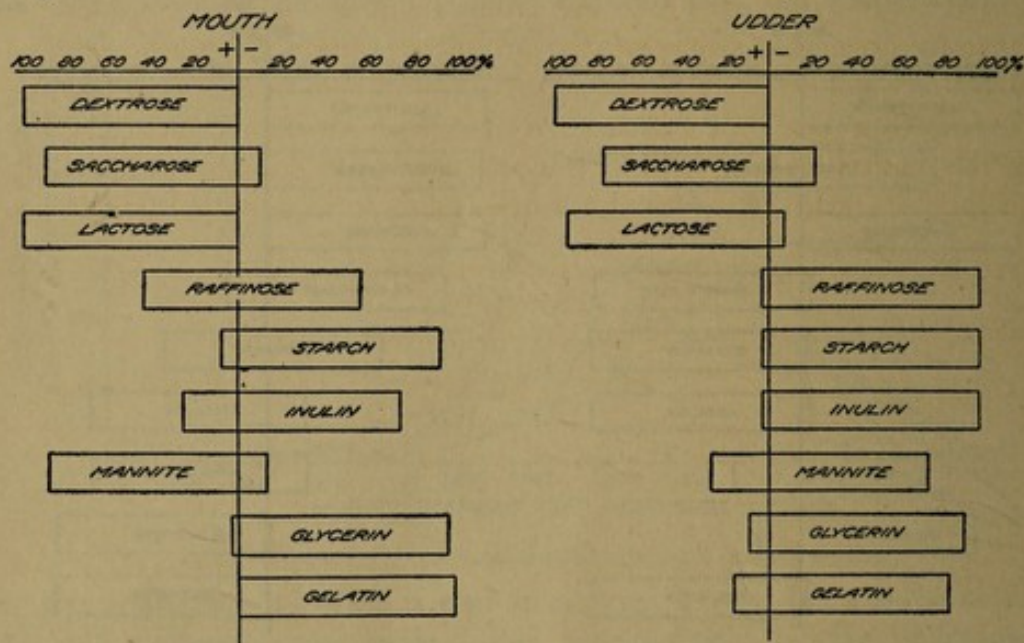 MOUTH
+ -
100 80 60 40 20 20 40 60 80 100%
DEXTROSE
SACCHAROSE
LACTOSE
RAFFINOSE
STARCH
INULIN
MANNITE
GLYCERIN
GELATIN
UDDER
+ -
100 80 60 40 20 20 40 60 80 100%
DEXTROSE
SACCHAROSE
LACTOSE
RAFFINOSE
STARCH
INULIN
MANNITE
GLYCERIN
GELATIN